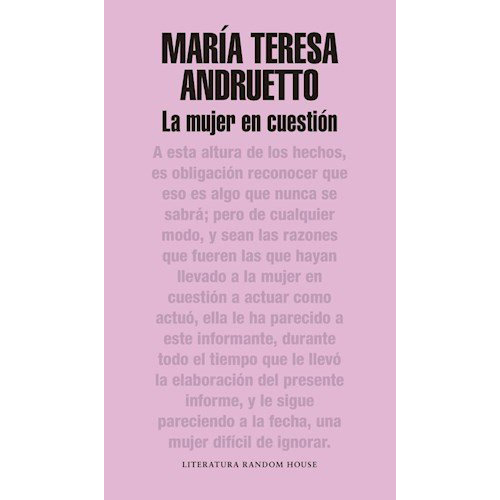 MARÍA TERESA
ANDRUETTO
La mujer en cuestión
A esta altura de los hechos,
es obligación reconocer que
eso es algo que nunca se
sabrá; pero de cualquier
modo, y sean las razones
que fueren las que hayan
llevado a la mujer en
cuestión a actuar como
actuó, ella le ha parecido a
este informante, durante
todo el tiempo que le llevó
la elaboración del presente
informe, y le sigue
pareciendo a la fecha, una
mujer difícil de ignorar.
LITERATURA RANDOM HOUSE